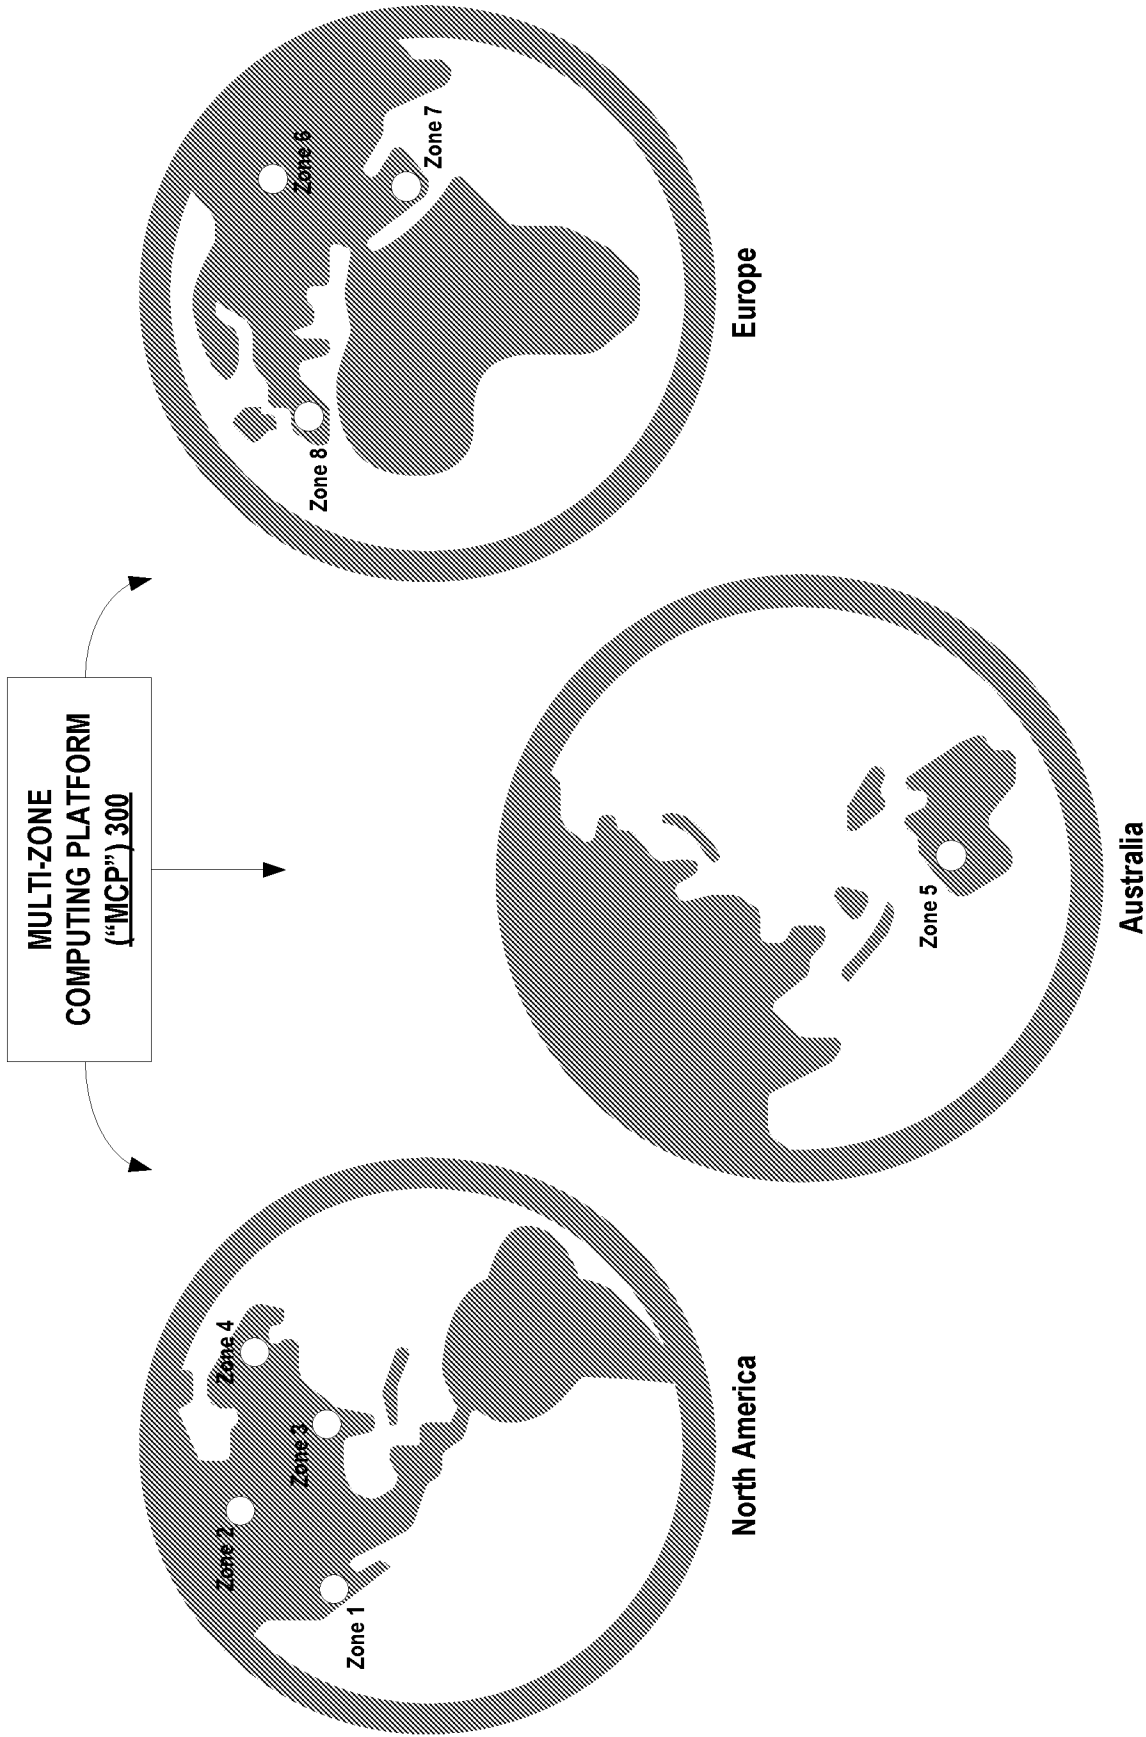 MULTI-ZONE
COMPUTING PLATFORM
(“MCP”) 300
Zone 1
Zone 2
Zone 3
Zone 4
North America
Zone 5
Australia
Zone 6
Zone 7
Zone 8
Europe